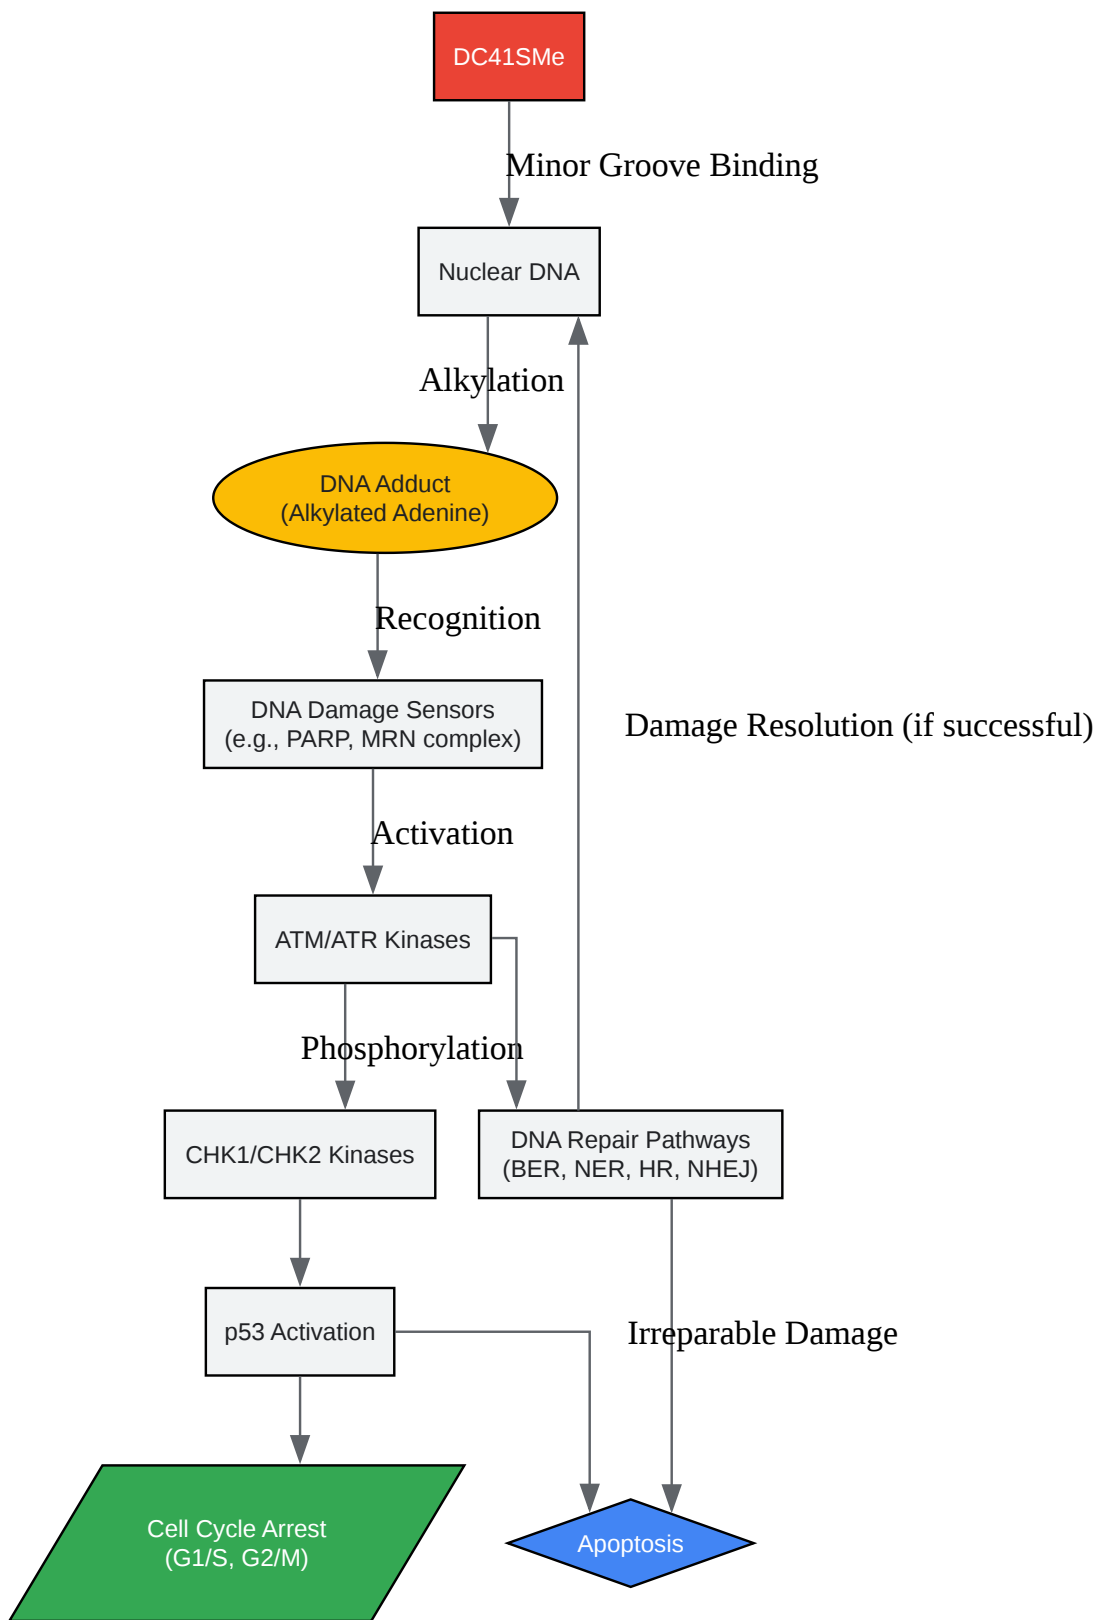 DC41SMe
Minor Groove Binding
Nuclear DNA
Alkylation
DNA Adduct
(Alkylated Adenine)
Recognition
DNA Damage Sensors
(e.g., PARP, MRN complex)
Damage Resolution (if successful)
Activation
ATM/ATR Kinases
Phosphorylation
CHK1/CHK2 Kinases
DNA Repair Pathways
(BER, NER, HR, NHEJ)
p53 Activation
Irreparable Damage
Cell Cycle Arrest
(G1/S, G2/M)
Apoptosis